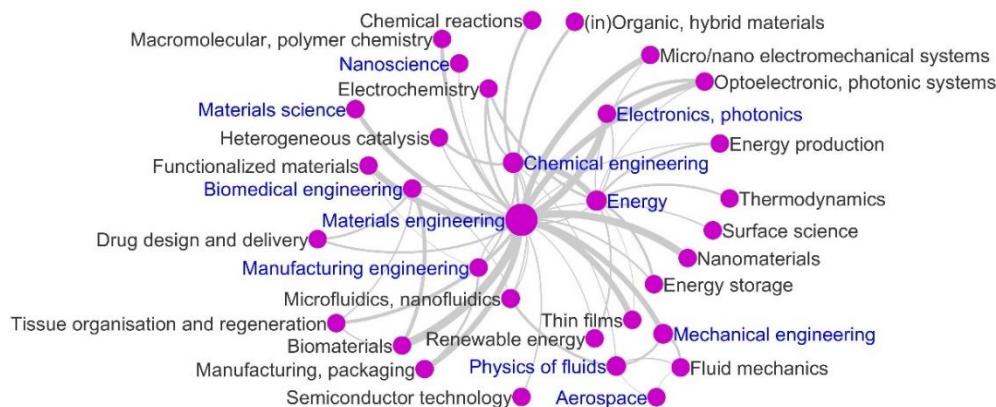 Chemical reactions
(in)Organic, hybrid materials
Macromolecular, polymer chemistry
Micro/nano electromechanical systems
Nanoscience
Optoelectronic, photonic systems
Electrochemistry
Materials science
Electronics, photonics
Heterogeneous catalysis
Energy production
Functionalized materials
Chemical engineering
Biomedical engineering
Energy
Thermodynamics
Materials engineering
Surface science
Drug design and delivery
Nanomaterials
Manufacturing engineering
Energy storage
Microfluidics, nanofluidics
Thin films
Tissue organisation and regeneration
Renewable energy
Mechanical engineering
Biomaterials
Manufacturing, packaging
Physics of fluids
Fluid mechanics
Semiconductor technology
Aerospace